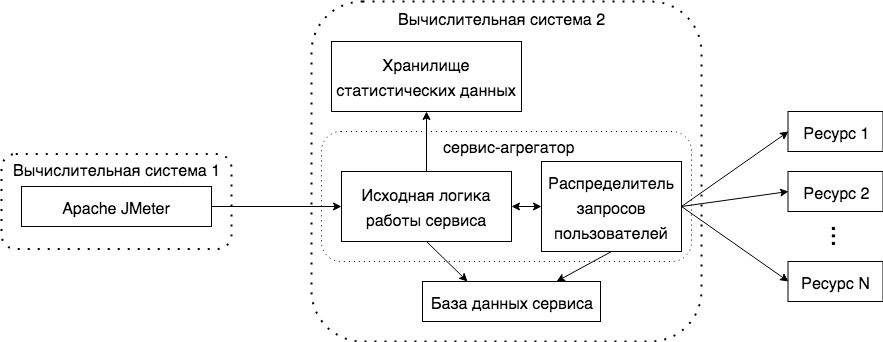 Вычислительная система 2
Хранилище
статистических данных
сервис-агрегатор
Вычислительная система 1
Apache JMeter
Исходная логика
работы сервиса
Распределитель
запросов
пользователей
База данных сервиса
Ресурс 1
Ресурс 2
Ресурс N